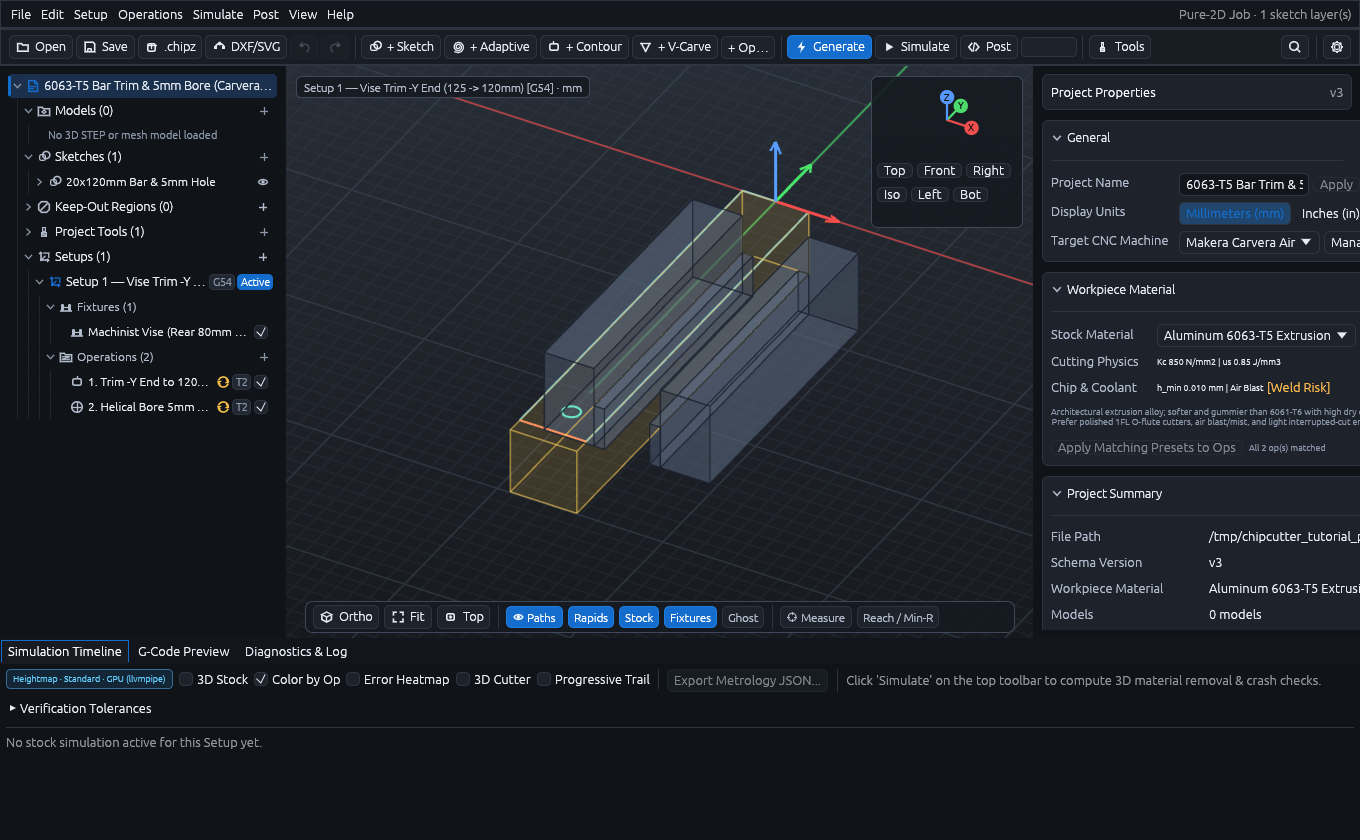 File Edit Setup Operations Simulate Post View Help
Pure-2D Job · 1 sketch layer(s)
Open Save .chipz DXF/SVG + Sketch + Adaptive + Contour + V-Carve + Op... Generate Simulate Post Tools
6063-T5 Bar Trim & 5mm Bore (Carvera...
Models (0) +
No 3D STEP or mesh model loaded
Sketches (1) +
20x120mm Bar & 5mm Hole
Keep-Out Regions (0) +
Project Tools (1) +
Setups (1) +
Setup 1 — Vise Trim -Y ... G54 Active
Fixtures (1)
Machinist Vise (Rear 80mm ...
Operations (2) +
1. Trim -Y End to 120... T2
2. Helical Bore 5mm ... T2
Setup 1 — Vise Trim -Y End (125 -> 120mm) [G54] · mm
Z
Y
X
Top Front Right
Iso Left Bot
Ortho Fit Top Paths Rapids Stock Fixtures Ghost Measure Reach / Min-R
Project Properties v3
General
Project Name 6063-T5 Bar Trim & 5 Apply
Display Units Millimeters (mm) Inches (in)
Target CNC Machine Makera Carvera Air Mana
Workpiece Material
Stock Material Aluminum 6063-T5 Extrusion
Cutting Physics Kc 850 N/mm2 | us 0.85 J/mm3
Chip & Coolant h_min 0.010 mm | Air Blast [Weld Risk]
Architectural extrusion alloy; softer and gummier than 6061-T6 with high dry
Prefer polished 1FL O-flute cutters, air blast/mist, and light interrupted-cut
Apply Matching Presets to Ops All 2 op(s) matched
Project Summary
File Path /tmp/chipcutter_tutorial_p
Schema Version v3
Workpiece Material Aluminum 6063-T5 Extrusi
Models 0 models
Simulation Timeline G-Code Preview Diagnostics & Log
Heightmap · Standard · GPU (llvmpipe) 3D Stock Color by Op Error Heatmap 3D Cutter Progressive Trail Export Metrology JSON... Click 'Simulate' on the top toolbar to compute 3D material removal & crash checks.
Verification Tolerances
No stock simulation active for this Setup yet.